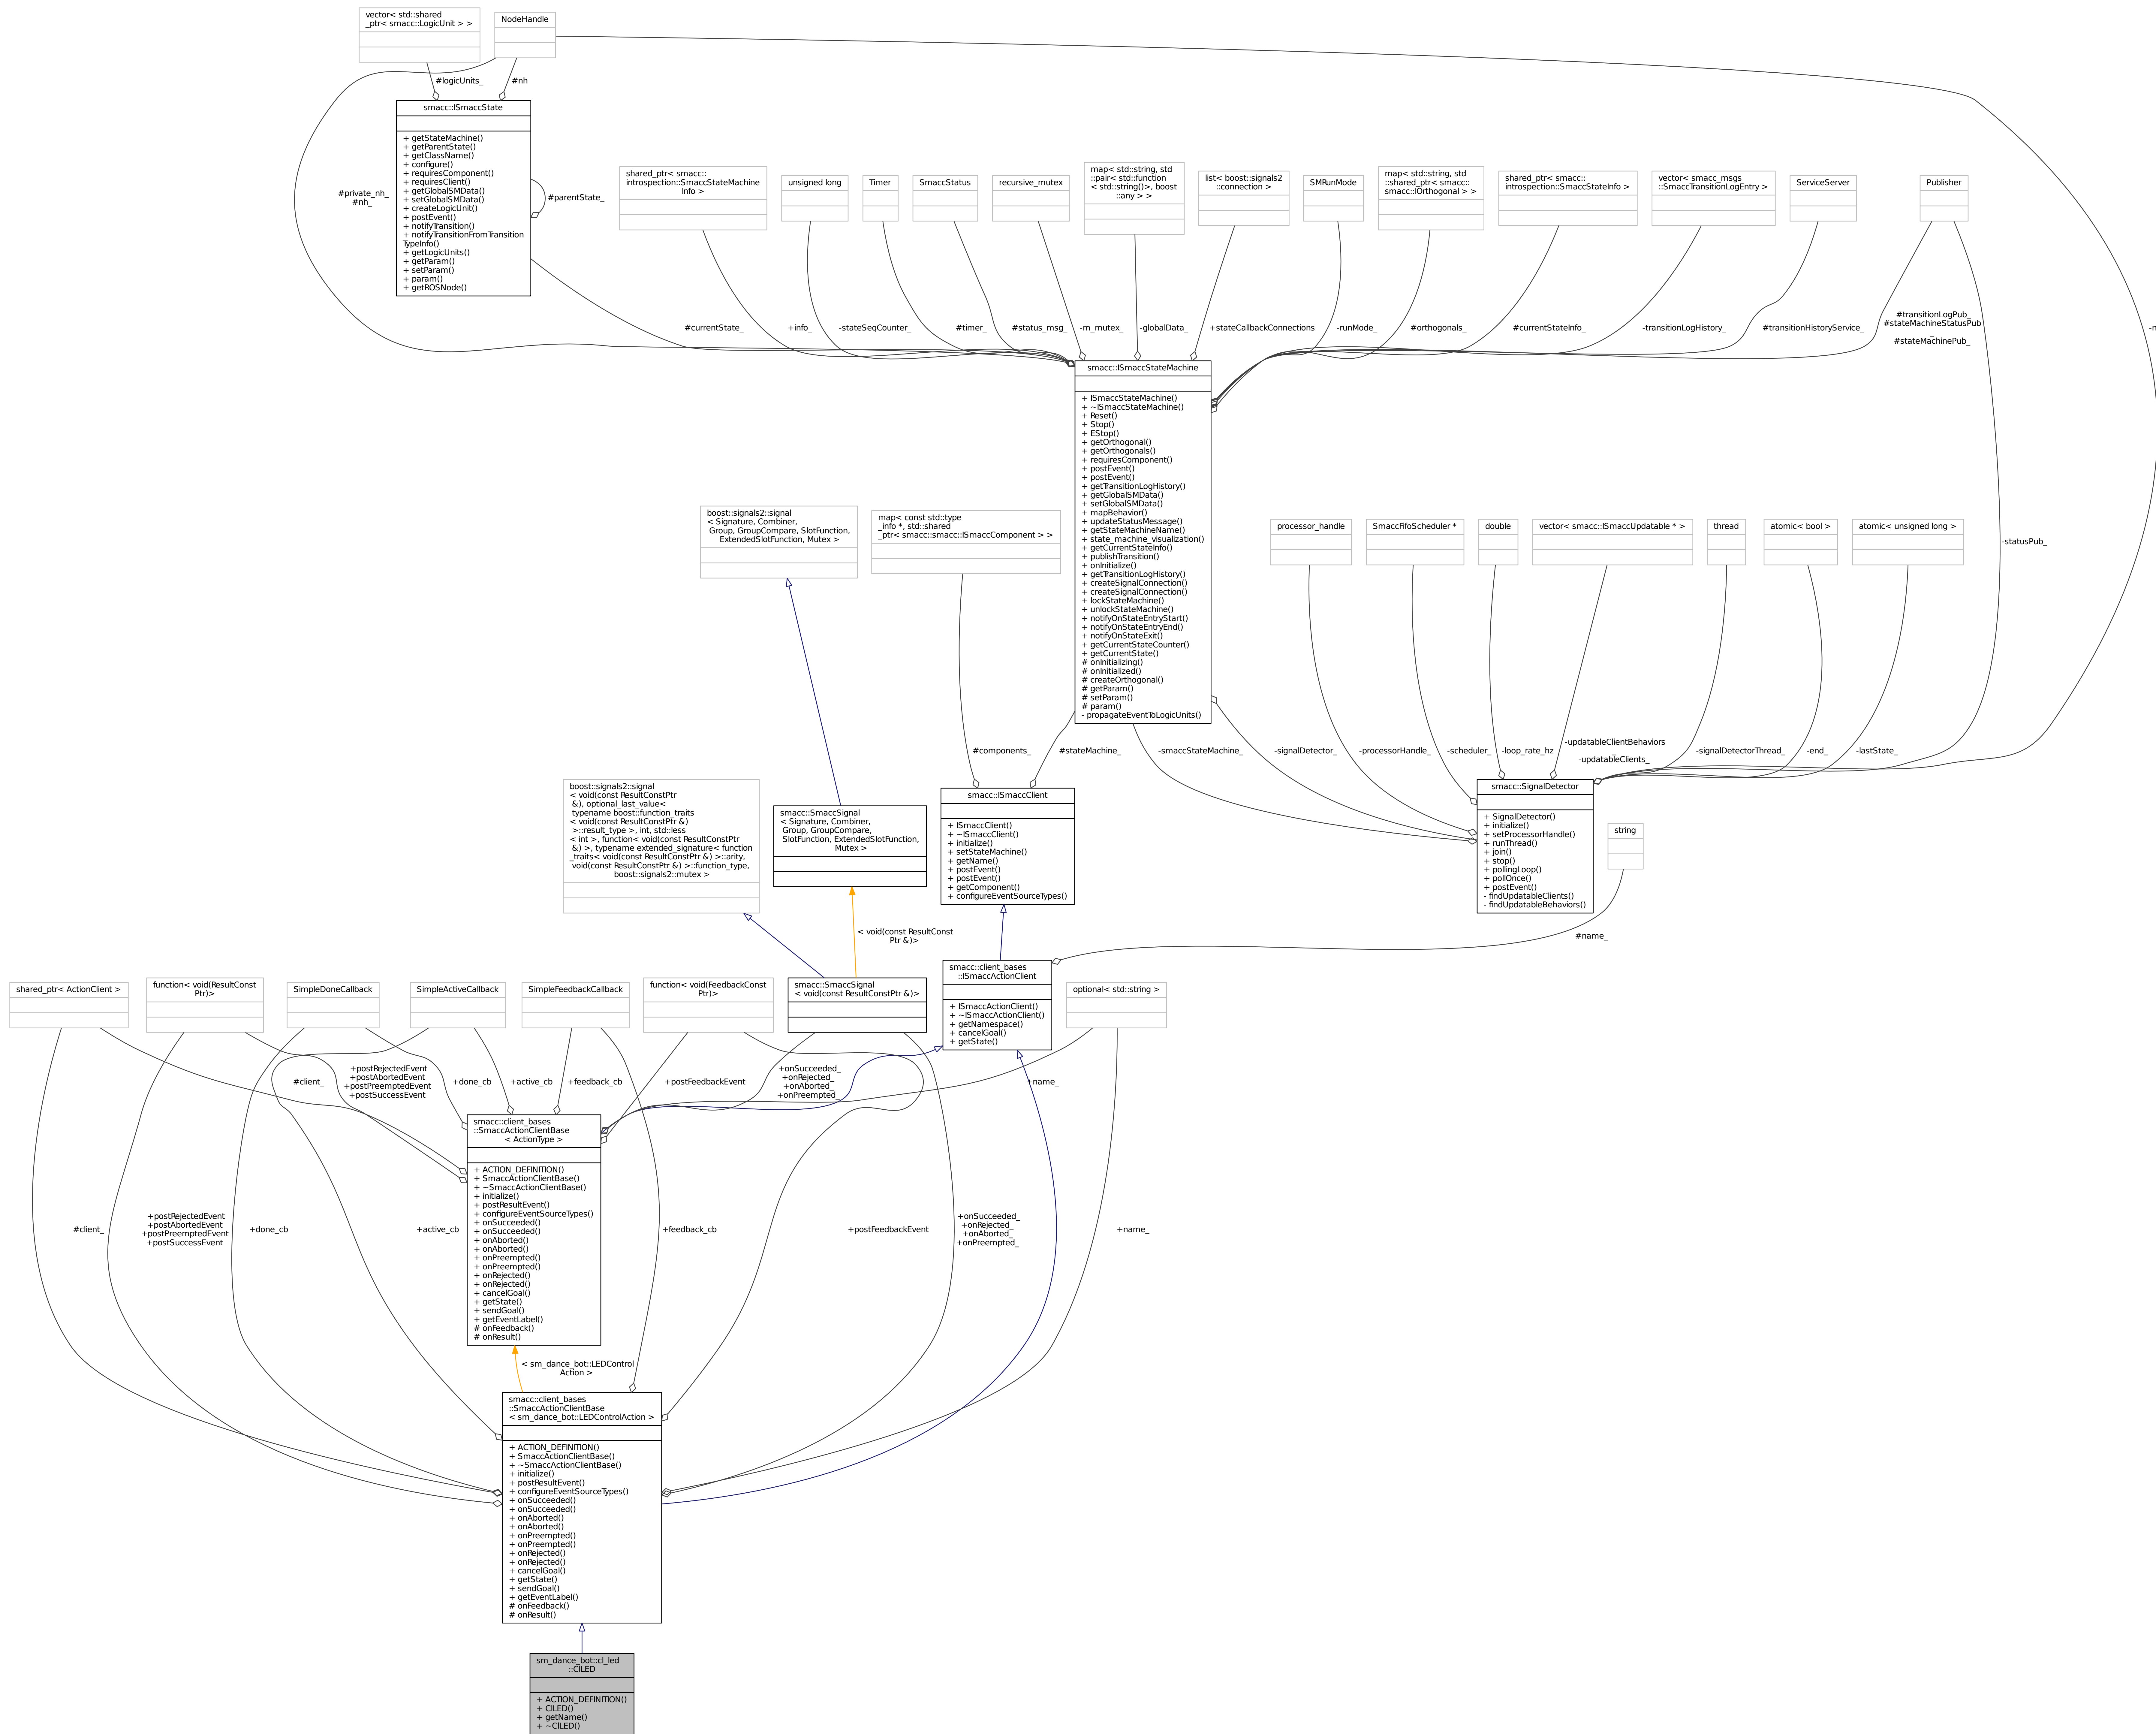 vector< std::shared
_ptr< smacc::LogicUnit > >
NodeHandle
#logicUnits_
#nh
smacc::ISmaccState
+ getStateMachine()
+ getParentState()
+ getClassName()
+ configure()
+ requiresComponent()
+ requiresClient()
+ getGlobalSMData()
+ setGlobalSMData()
+ createLogicUnit()
+ postEvent()
+ notifyTransition()
+ notifyTransitionFromTransition
TypeInfo()
+ getLogicUnits()
+ getParam()
+ setParam()
+ param()
+ getROSNode()
#private_nh_
#nh_
#parentState_
shared_ptr< smacc::
introspection::SmaccStateMachine
Info >
unsigned long
Timer
SmaccStatus
recursive_mutex
map< std::string, std
::pair< std::function
< std::string()>, boost
::any > >
list< boost::signals2
::connection >
SMRunMode
map< std::string, std
::shared_ptr< smacc::
smacc::IOrthogonal > >
shared_ptr< smacc::
introspection::SmaccStateInfo >
vector< smacc_msgs
::SmaccTransitionLogEntry >
ServiceServer
Publisher
#currentState_
+info_
-stateSeqCounter_
#timer_
#status_msg_
-m_mutex_
-globalData_
+stateCallbackConnections
-runMode_
#orthogonals_
#currentStateInfo_
-transitionLogHistory_
#transitionHistoryService_
#transitionLogPub_
#stateMachineStatusPub
_
#stateMachinePub_
smacc::ISmaccStateMachine
+ ISmaccStateMachine()
+ ~ISmaccStateMachine()
+ Reset()
+ Stop()
+ EStop()
+ getOrthogonal()
+ getOrthogonals()
+ requiresComponent()
+ postEvent()
+ postEvent()
+ getTransitionLogHistory()
+ getGlobalSMData()
+ setGlobalSMData()
+ mapBehavior()
+ updateStatusMessage()
+ getStateMachineName()
+ state_machine_visualization()
+ getCurrentStateInfo()
+ publishTransition()
+ onInitialize()
+ getTransitionLogHistory()
+ createSignalConnection()
+ createSignalConnection()
+ lockStateMachine()
+ unlockStateMachine()
+ notifyOnStateEntryStart()
+ notifyOnStateEntryEnd()
+ notifyOnStateExit()
+ getCurrentStateCounter()
+ getCurrentState()
# onInitializing()
# onInitialized()
# createOrthogonal()
# getParam()
# setParam()
# param()
- propagateEventToLogicUnits()
boost::signals2::signal
< Signature, Combiner,
Group, GroupCompare, SlotFunction,
ExtendedSlotFunction, Mutex >
map< const std::type
_info *, std::shared
_ptr< smacc::smacc::ISmaccComponent > >
processor_handle
SmaccFifoScheduler *
double
vector< smacc::ISmaccUpdatable * >
thread
atomic< bool >
atomic< unsigned long >
-statusPub_
#components_
#stateMachine_
-smaccStateMachine_
-signalDetector_
-processorHandle_
-scheduler_
-loop_rate_hz
-updatableClientBehaviors
_
-updatableClients_
-signalDetectorThread_
-end_
-lastState_
boost::signals2::signal
< void(const ResultConstPtr
&), optional_last_value<
typename boost::function_traits
< void(const ResultConstPtr &)
>::result_type >, int, std::less
< int >, function< void(const ResultConstPtr
&) >, typename extended_signature< function
_traits< void(const ResultConstPtr &) >::arity,
void(const ResultConstPtr &) >::function_type,
boost::signals2::mutex >
smacc::SmaccSignal
< Signature, Combiner,
Group, GroupCompare,
SlotFunction, ExtendedSlotFunction,
Mutex >
smacc::ISmaccClient
+ ISmaccClient()
+ ~ISmaccClient()
+ initialize()
+ setStateMachine()
+ getName()
+ postEvent()
+ postEvent()
+ getComponent()
+ configureEventSourceTypes()
smacc::SignalDetector
+ SignalDetector()
+ initialize()
+ setProcessorHandle()
+ runThread()
+ join()
+ stop()
+ pollingLoop()
+ pollOnce()
+ postEvent()
- findUpdatableClients()
- findUpdatableBehaviors()
string
< void(const ResultConst
Ptr &)>
#name_
shared_ptr< ActionClient >
function< void(ResultConst
Ptr)>
SimpleDoneCallback
SimpleActiveCallback
SimpleFeedbackCallback
function< void(FeedbackConst
Ptr)>
smacc::SmaccSignal
< void(const ResultConstPtr &)>
smacc::client_bases
::ISmaccActionClient
+ ISmaccActionClient()
+ ~ISmaccActionClient()
+ getNamespace()
+ cancelGoal()
+ getState()
optional< std::string >
#client_
+postRejectedEvent
+postAbortedEvent
+postPreemptedEvent
+postSuccessEvent
+done_cb
+active_cb
+feedback_cb
+postFeedbackEvent
+onSucceeded_
+onRejected_
+onAborted_
+onPreempted_
+name_
smacc::client_bases
::SmaccActionClientBase
< ActionType >
+ ACTION_DEFINITION()
+ SmaccActionClientBase()
+ ~SmaccActionClientBase()
+ initialize()
+ postResultEvent()
+ configureEventSourceTypes()
+ onSucceeded()
+ onSucceeded()
+ onAborted()
+ onAborted()
+ onPreempted()
+ onPreempted()
+ onRejected()
+ onRejected()
+ cancelGoal()
+ getState()
+ sendGoal()
+ getEventLabel()
# onFeedback()
# onResult()
#client_
+postRejectedEvent
+postAbortedEvent
+postPreemptedEvent
+postSuccessEvent
+done_cb
+active_cb
+feedback_cb
+postFeedbackEvent
+onSucceeded_
+onRejected_
+onAborted_
+onPreempted_
+name_
< sm_dance_bot::LEDControl
Action >
smacc::client_bases
::SmaccActionClientBase
< sm_dance_bot::LEDControlAction >
+ ACTION_DEFINITION()
+ SmaccActionClientBase()
+ ~SmaccActionClientBase()
+ initialize()
+ postResultEvent()
+ configureEventSourceTypes()
+ onSucceeded()
+ onSucceeded()
+ onAborted()
+ onAborted()
+ onPreempted()
+ onPreempted()
+ onRejected()
+ onRejected()
+ cancelGoal()
+ getState()
+ sendGoal()
+ getEventLabel()
# onFeedback()
# onResult()
sm_dance_bot::cl_led
::ClLED
+ ACTION_DEFINITION()
+ ClLED()
+ getName()
+ ~ClLED()